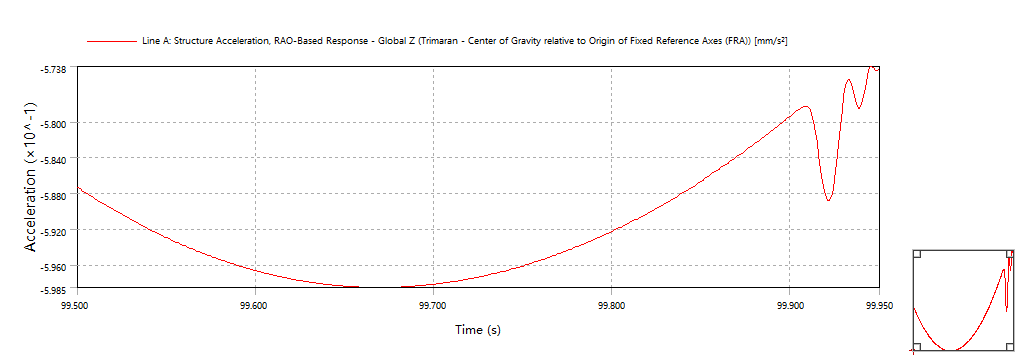 Line A: Structure Acceleration, RAO-Based Response - Global Z (Trimaran - Center of Gravity relative to Origin of Fixed Reference Axes (FRA)) [mm/s²]
Acceleration (×10^-1)
-5.738
-5.800
-5.840
-5.880
-5.920
-5.960
-5.985
99.500 99.600 99.700 99.800 99.900 99.950
Time (s)